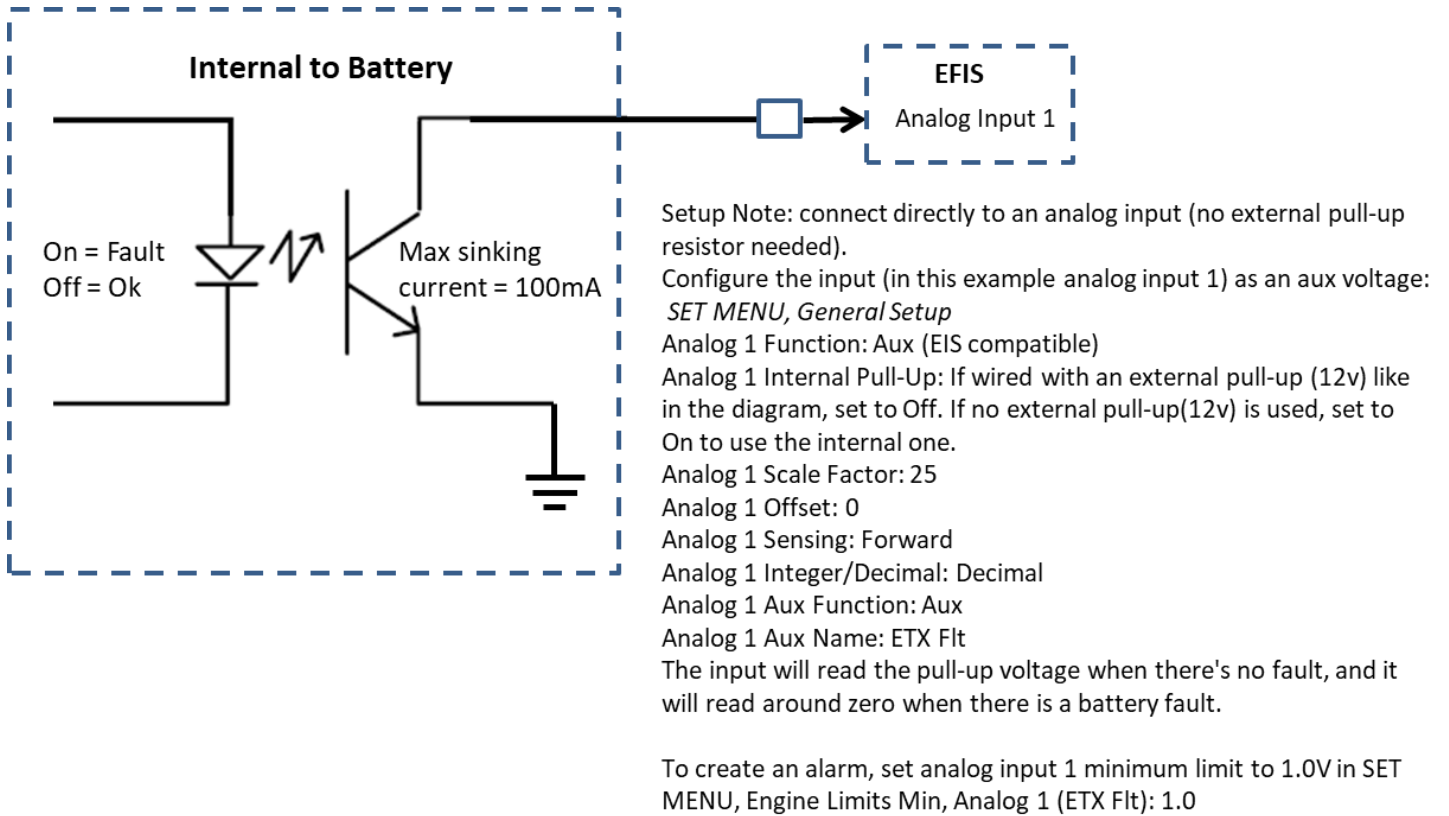 Internal to Battery
EFIS
Analog Input 1
On = Fault
Off = Ok
Max sinking
current = 100mA
Setup Note: connect directly to an analog input (no external pull-up
resistor needed).
Configure the input (in this example analog input 1) as an aux voltage:
SET MENU, General Setup
Analog 1 Function: Aux (EIS compatible)
Analog 1 Internal Pull-Up: If wired with an external pull-up (12v) like
in the diagram, set to Off. If no external pull-up(12v) is used, set to
On to use the internal one.
Analog 1 Scale Factor: 25
Analog 1 Offset: 0
Analog 1 Sensing: Forward
Analog 1 Integer/Decimal: Decimal
Analog 1 Aux Function: Aux
Analog 1 Aux Name: ETX Flt
The input will read the pull-up voltage when there's no fault, and it
will read around zero when there is a battery fault.
To create an alarm, set analog input 1 minimum limit to 1.0V in SET
MENU, Engine Limits Min, Analog 1 (ETX Flt): 1.0